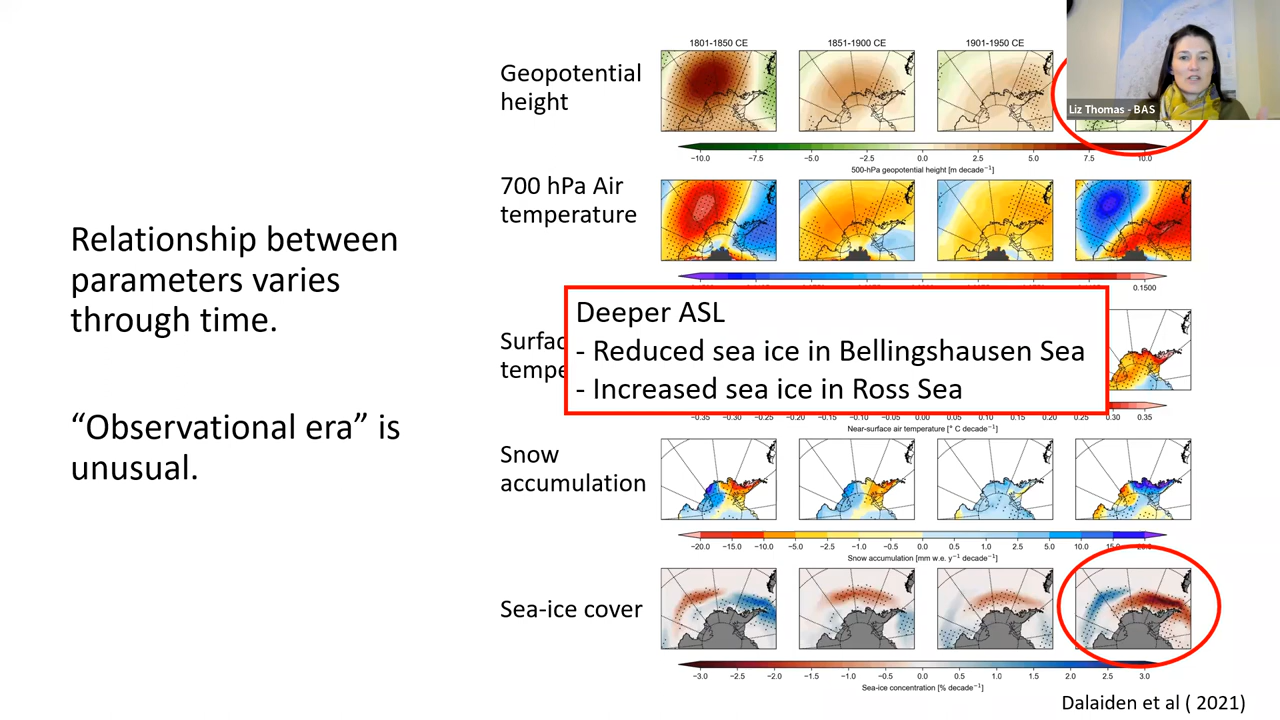 1801-1850 CE
1851-1900 CE
1901-1950 CE
Liz Thomas - BAS
Geopotential
height
−10.0 −7.5 −5.0 −2.5 0.0 2.5 5.0 7.5 10.0
500-hPa geopotential height [m decade⁻¹]
700 hPa Air
temperature
0.1500
Relationship between
parameters varies
through time.
“Observational era” is
unusual.
Deeper ASL
- Reduced sea ice in Bellingshausen Sea
- Increased sea ice in Ross Sea
Surfac
tempe
−0.35 −0.30 −0.20 −0.15 −0.10 −0.05 0.00 0.05 0.10 0.15 0.20 0.30 0.35
Near-surface air temperature [° C decade⁻¹]
Snow
accumulation
−20.0 −15.0 −10.0 −5.0 −2.5 −1.0 −0.5 0.0 0.5 1.0 2.5 5.0 10.0 15.0 20.0
Snow accumulation [mm w.e. y⁻¹ decade⁻¹]
Sea-ice cover
−3.0 −2.5 −2.0 −1.5 −1.0 −0.5 0.0 0.5 1.0 1.5 2.0 2.5 3.0
Sea-ice concentration [% decade⁻¹]
Dalaiden et al ( 2021)